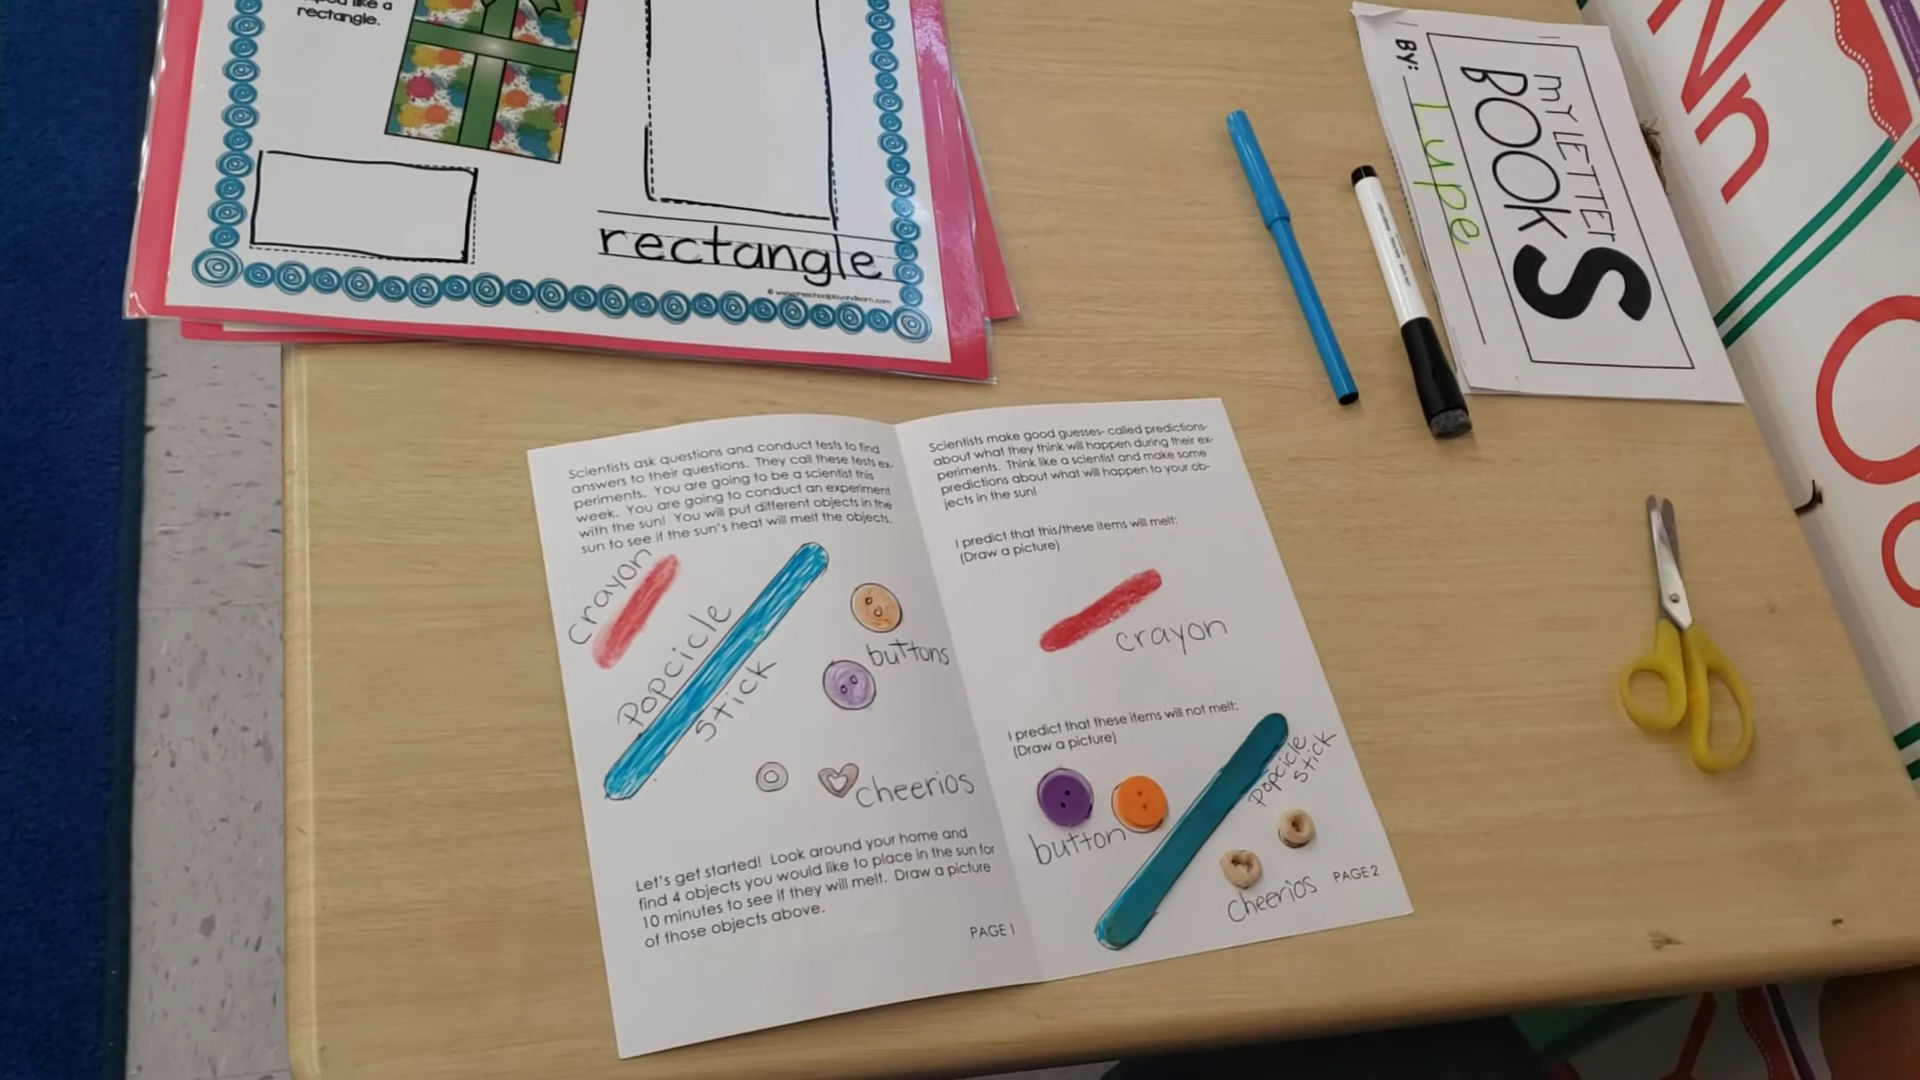 like a
rectangle.
rectangle
BY: Lupe
mY LETTER
BOOKS
Nn
Scientists ask questions and conduct tests to find
answers to their questions. They call these tests ex-
periments. You are going to be a scientist this
week. You are going to conduct an experiment
with the sun! You will put different objects in the
sun to see if the sun's heat will melt the objects.
crayon
Popcicle
Stick
buttons
cheerios
Let's get started! Look around your home and
find 4 objects you would like to place in the sun for
10 minutes to see if they will melt. Draw a picture
of those objects above.
PAGE 1
Scientists make good guesses- called predictions-
about what they think will happen during their ex-
periments. Think like a scientist and make some
predictions about what will happen to your ob-
jects in the sun!
I predict that this/these items will melt:
(Draw a picture)
crayon
I predict that these items will not melt:
(Draw a picture)
popcicle
stick
button
cheerios
PAGE 2